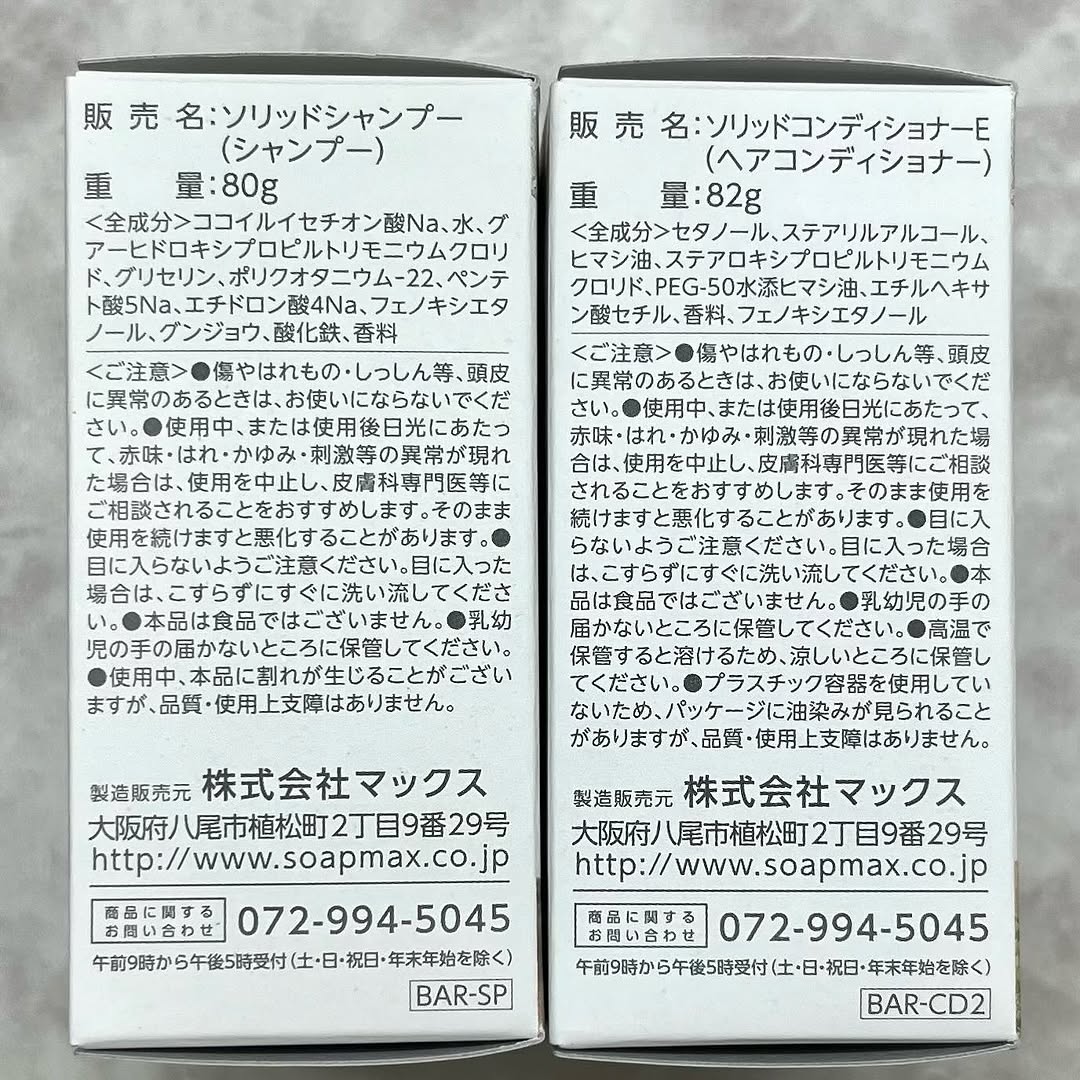 販売名:ソリッドシャンプー
(シャンプー)
重量:80g
<全成分>ココイルイセチオン酸Na、水、グ
アーヒドロキシプロピルトリモニウムクロリ
ド、グリセリン、ポリクオタニウム-22、ペンテ
ト酸5Na、エチドロン酸4Na、フェノキシエタ
ノール、グンジョウ、酸化鉄、香料
<ご注意>●傷やはれもの・しっしん等、頭皮
に異常のあるときは、お使いにならないでくだ
さい。●使用中、または使用後日光にあたっ
て、赤味・はれ・かゆみ・刺激等の異常が現れ
た場合は、使用を中止し、皮膚科専門医等に
ご相談されることをおすすめします。そのまま
使用を続けますと悪化することがあります。●
目に入らないようご注意ください。目に入った
場合は、こすらずにすぐに洗い流してくださ
い。●本品は食品ではございません。●乳幼
児の手の届かないところに保管してください。
●使用中、本品に割れが生じることがござい
ますが、品質・使用上支障はありません。
製造販売元 株式会社マックス
大阪府八尾市植松町2丁目9番29号
http://www.soapmax.co.jp
商品に関する
お問い合わせ
072-994-5045
午前9時から午後5時受付(土・日・祝日・年末年始を除く)
BAR-SP
販売名:ソリッドコンディショナーE
(ヘアコンディショナー)
重量:82g
<全成分>セタノール、ステアリルアルコール、
ヒマシ油、ステアロキシプロピルトリモニウム
クロリド、PEG-50水添ヒマシ油、エチルヘキサ
ン酸セチル、香料、フェノキシエタノール
<ご注意>●傷やはれもの・しっしん等、頭皮
に異常のあるときは、お使いにならないでくだ
さい。●使用中、または使用後日光にあたって、
赤味・はれ・かゆみ・刺激等の異常が現れた場
合は、使用を中止し、皮膚科専門医等にご相談
されることをおすすめします。そのまま使用を
続けますと悪化することがあります。●目に入
らないようご注意ください。目に入った場合
は、こすらずにすぐに洗い流してください。●本
品は食品ではございません。●乳幼児の手の
届かないところに保管してください。●高温で
保管すると溶けるため、涼しいところに保管し
てください。●プラスチック容器を使用してい
ないため、パッケージに油染みが見られること
がありますが、品質・使用上支障はありません。
製造販売元 株式会社マックス
大阪府八尾市植松町2丁目9番29号
http://www.soapmax.co.jp
商品に関する
お問い合わせ
072-994-5045
午前9時から午後5時受付(土・日・祝日・年末年始を除く)
BAR-CD2